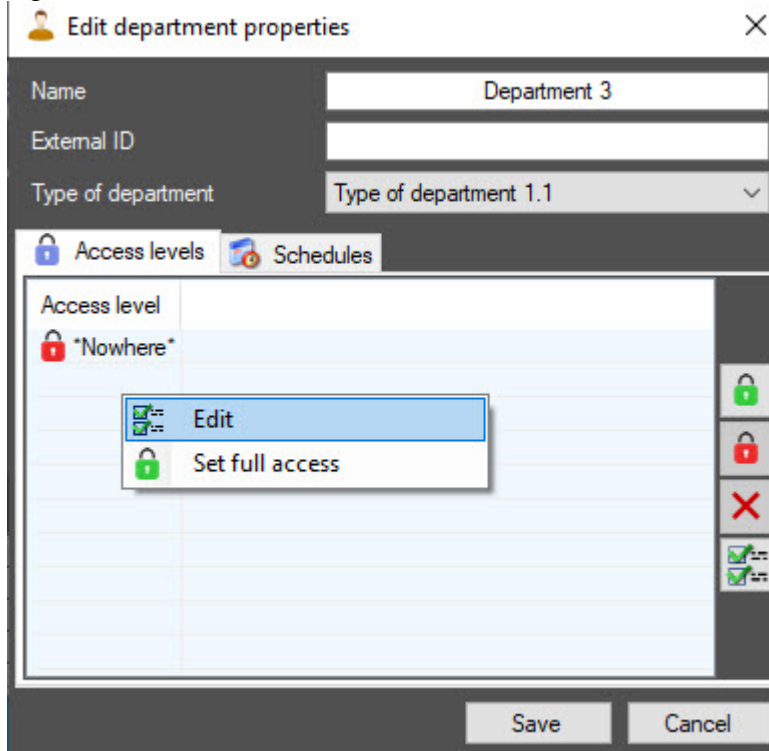 Edit department properties
Name
Department 3
External ID
Type of department
Type of department 1.1
Access levels
Schedules
Access level
*Nowhere*
Edit
Set full access
Save
Cancel